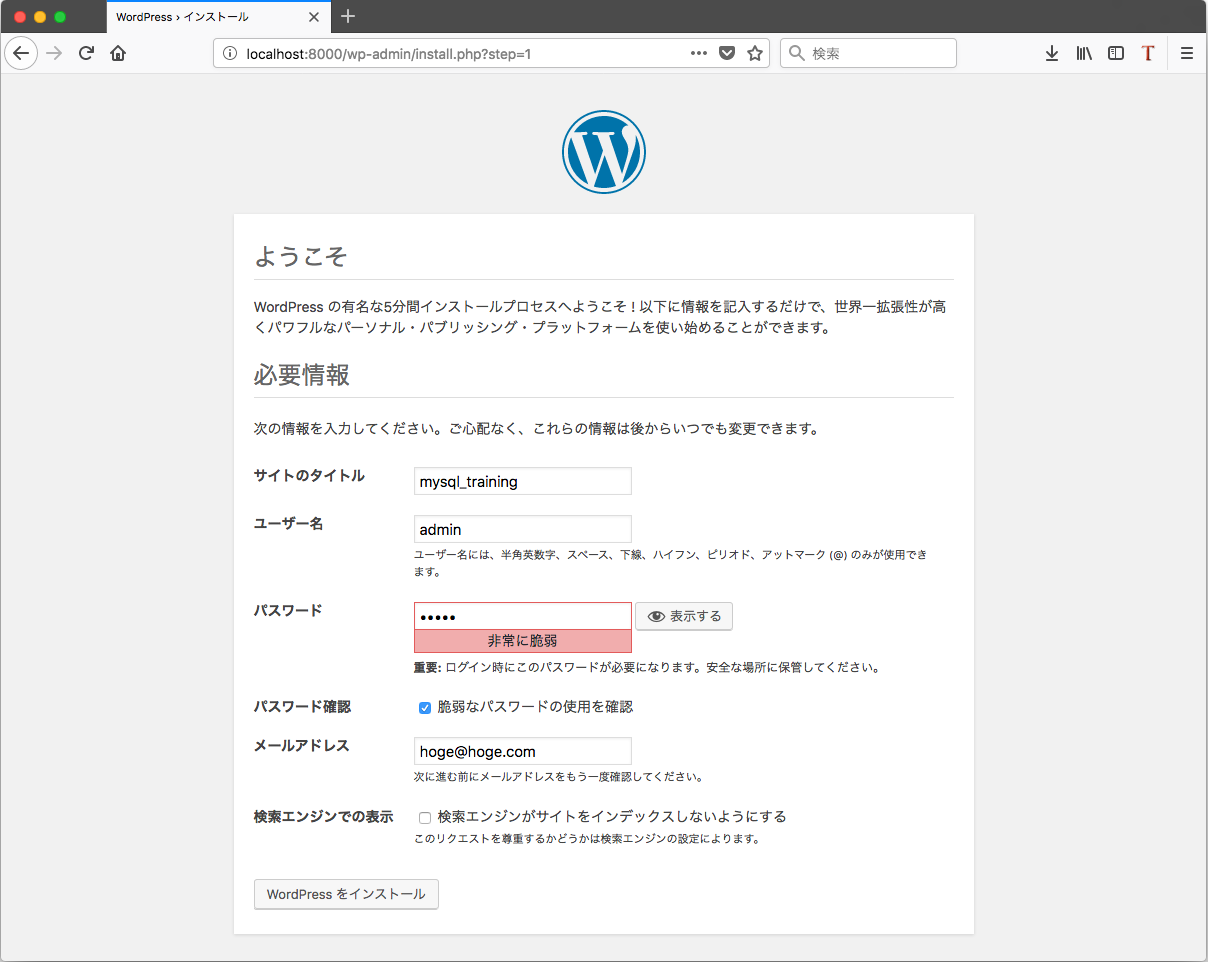 WordPress › インストール
localhost:8000/wp-admin/install.php?step=1
検索
ようこそ
WordPress の有名な5分間インストールプロセスへようこそ ! 以下に情報を記入するだけで、世界一拡張性が高
くパワフルなパーソナル・パブリッシング・プラットフォームを使い始めることができます。
必要情報
次の情報を入力してください。ご心配なく、これらの情報は後からいつでも変更できます。
サイトのタイトル
mysql_training
ユーザー名
admin
ユーザー名には、半角英数字、スペース、下線、ハイフン、ピリオド、アットマーク (@) のみが使用でき
ます。
パスワード
•••••
表示する
非常に脆弱
重要: ログイン時にこのパスワードが必要になります。安全な場所に保管してください。
パスワード確認
脆弱なパスワードの使用を確認
メールアドレス
hoge@hoge.com
次に進む前にメールアドレスをもう一度確認してください。
検索エンジンでの表示
検索エンジンがサイトをインデックスしないようにする
このリクエストを尊重するかどうかは検索エンジンの設定によります。
WordPress をインストール